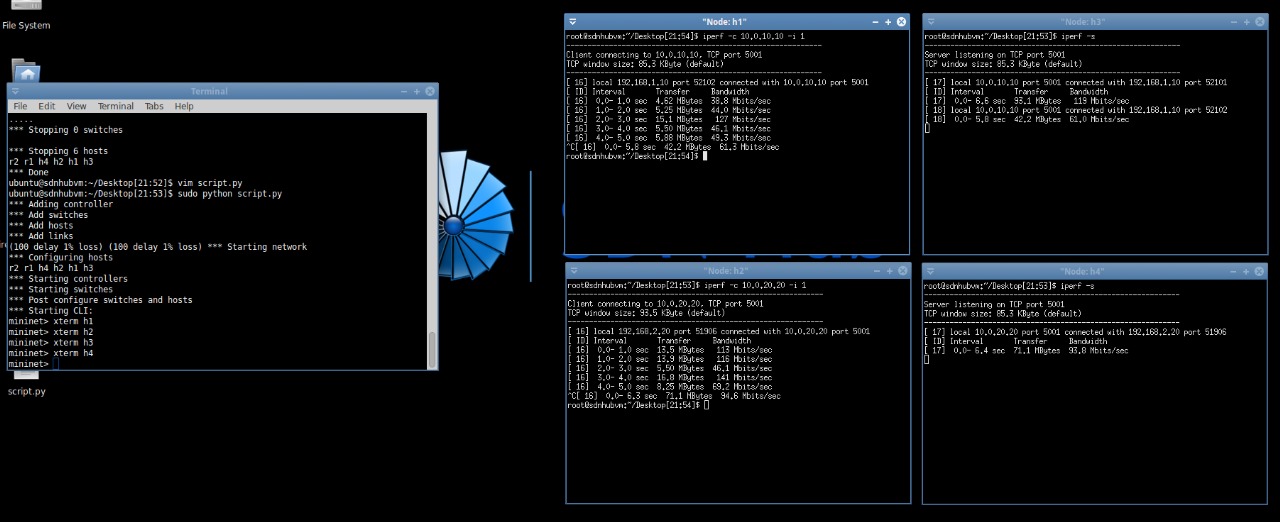 File System
Terminal
File Edit View Terminal Tabs Help
.....
*** Stopping 0 switches
*** Stopping 6 hosts
r2 r1 h4 h2 h1 h3
*** Done
ubuntu@sdnhubvm:~/Desktop[21:52]$ vim script.py
ubuntu@sdnhubvm:~/Desktop[21:53]$ sudo python script.py
*** Adding controller
*** Add switches
*** Add hosts
*** Add links
(100 delay 1% loss) (100 delay 1% loss) *** Starting network
*** Configuring hosts
r2 r1 h4 h2 h1 h3
*** Starting controllers
*** Starting switches
*** Post configure switches and hosts
*** Starting CLI:
mininet> xterm h1
mininet> xterm h2
mininet> xterm h3
mininet> xterm h4
mininet>
script.py
"Node: h1"
root@sdnhubvm:~/Desktop[21:54]$ iperf -c 10.0.10.10 -i 1
------------------------------------------------------------
Client connecting to 10.0.10.10, TCP port 5001
TCP window size: 85.3 KByte (default)
------------------------------------------------------------
[ 16] local 192.168.1.10 port 52102 connected with 10.0.10.10 port 5001
[ ID] Interval Transfer Bandwidth
[ 16] 0.0- 1.0 sec 4.62 MBytes 38.8 Mbits/sec
[ 16] 1.0- 2.0 sec 5.25 MBytes 44.0 Mbits/sec
[ 16] 2.0- 3.0 sec 15.1 MBytes 127 Mbits/sec
[ 16] 3.0- 4.0 sec 5.50 MBytes 46.1 Mbits/sec
[ 16] 4.0- 5.0 sec 5.88 MBytes 49.3 Mbits/sec
^C[ 16] 0.0- 5.8 sec 42.2 MBytes 61.3 Mbits/sec
root@sdnhubvm:~/Desktop[21:54]$
"Node: h3"
root@sdnhubvm:~/Desktop[21:53]$ iperf -s
------------------------------------------------------------
Server listening on TCP port 5001
TCP window size: 85.3 KByte (default)
------------------------------------------------------------
[ 17] local 10.0.10.10 port 5001 connected with 192.168.1.10 port 52101
[ ID] Interval Transfer Bandwidth
[ 17] 0.0- 6.6 sec 93.1 MBytes 119 Mbits/sec
[ 18] local 10.0.10.10 port 5001 connected with 192.168.1.10 port 52102
[ 18] 0.0- 5.8 sec 42.2 MBytes 61.0 Mbits/sec
"Node: h2"
root@sdnhubvm:~/Desktop[21:53]$ iperf -c 10.0.20.20 -i 1
------------------------------------------------------------
Client connecting to 10.0.20.20, TCP port 5001
TCP window size: 93.5 KByte (default)
------------------------------------------------------------
[ 16] local 192.168.2.20 port 51906 connected with 10.0.20.20 port 5001
[ ID] Interval Transfer Bandwidth
[ 16] 0.0- 1.0 sec 13.5 MBytes 113 Mbits/sec
[ 16] 1.0- 2.0 sec 13.9 MBytes 116 Mbits/sec
[ 16] 2.0- 3.0 sec 5.50 MBytes 46.1 Mbits/sec
[ 16] 3.0- 4.0 sec 16.8 MBytes 141 Mbits/sec
[ 16] 4.0- 5.0 sec 8.25 MBytes 69.2 Mbits/sec
^C[ 16] 0.0- 6.3 sec 71.1 MBytes 94.6 Mbits/sec
root@sdnhubvm:~/Desktop[21:54]$
"Node: h4"
root@sdnhubvm:~/Desktop[21:53]$ iperf -s
------------------------------------------------------------
Server listening on TCP port 5001
TCP window size: 85.3 KByte (default)
------------------------------------------------------------
[ 17] local 10.0.20.20 port 5001 connected with 192.168.2.20 port 51906
[ ID] Interval Transfer Bandwidth
[ 17] 0.0- 6.4 sec 71.1 MBytes 93.8 Mbits/sec